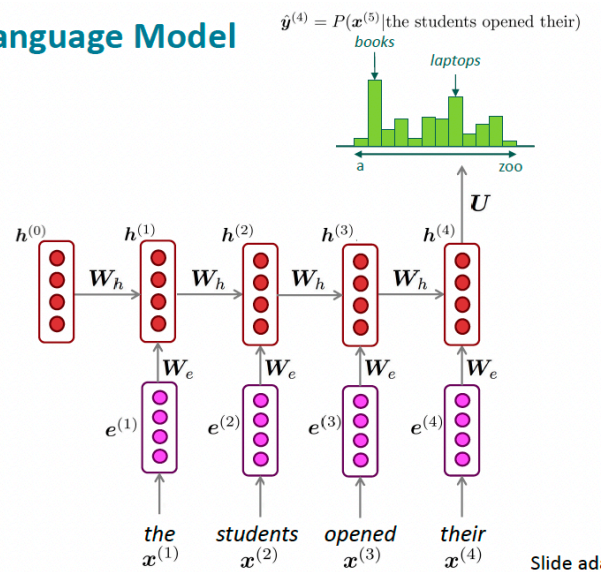 anguage Model
ŷ⁽⁴⁾ = P(x⁽⁵⁾|the students opened their)
books
laptops
a zoo
U
h⁽⁰⁾ h⁽¹⁾ h⁽²⁾ h⁽³⁾ h⁽⁴⁾
W_h W_h W_h W_h
W_e W_e W_e W_e
e⁽¹⁾ e⁽²⁾ e⁽³⁾ e⁽⁴⁾
the students opened their
x⁽¹⁾ x⁽²⁾ x⁽³⁾ x⁽⁴⁾
Slide ada